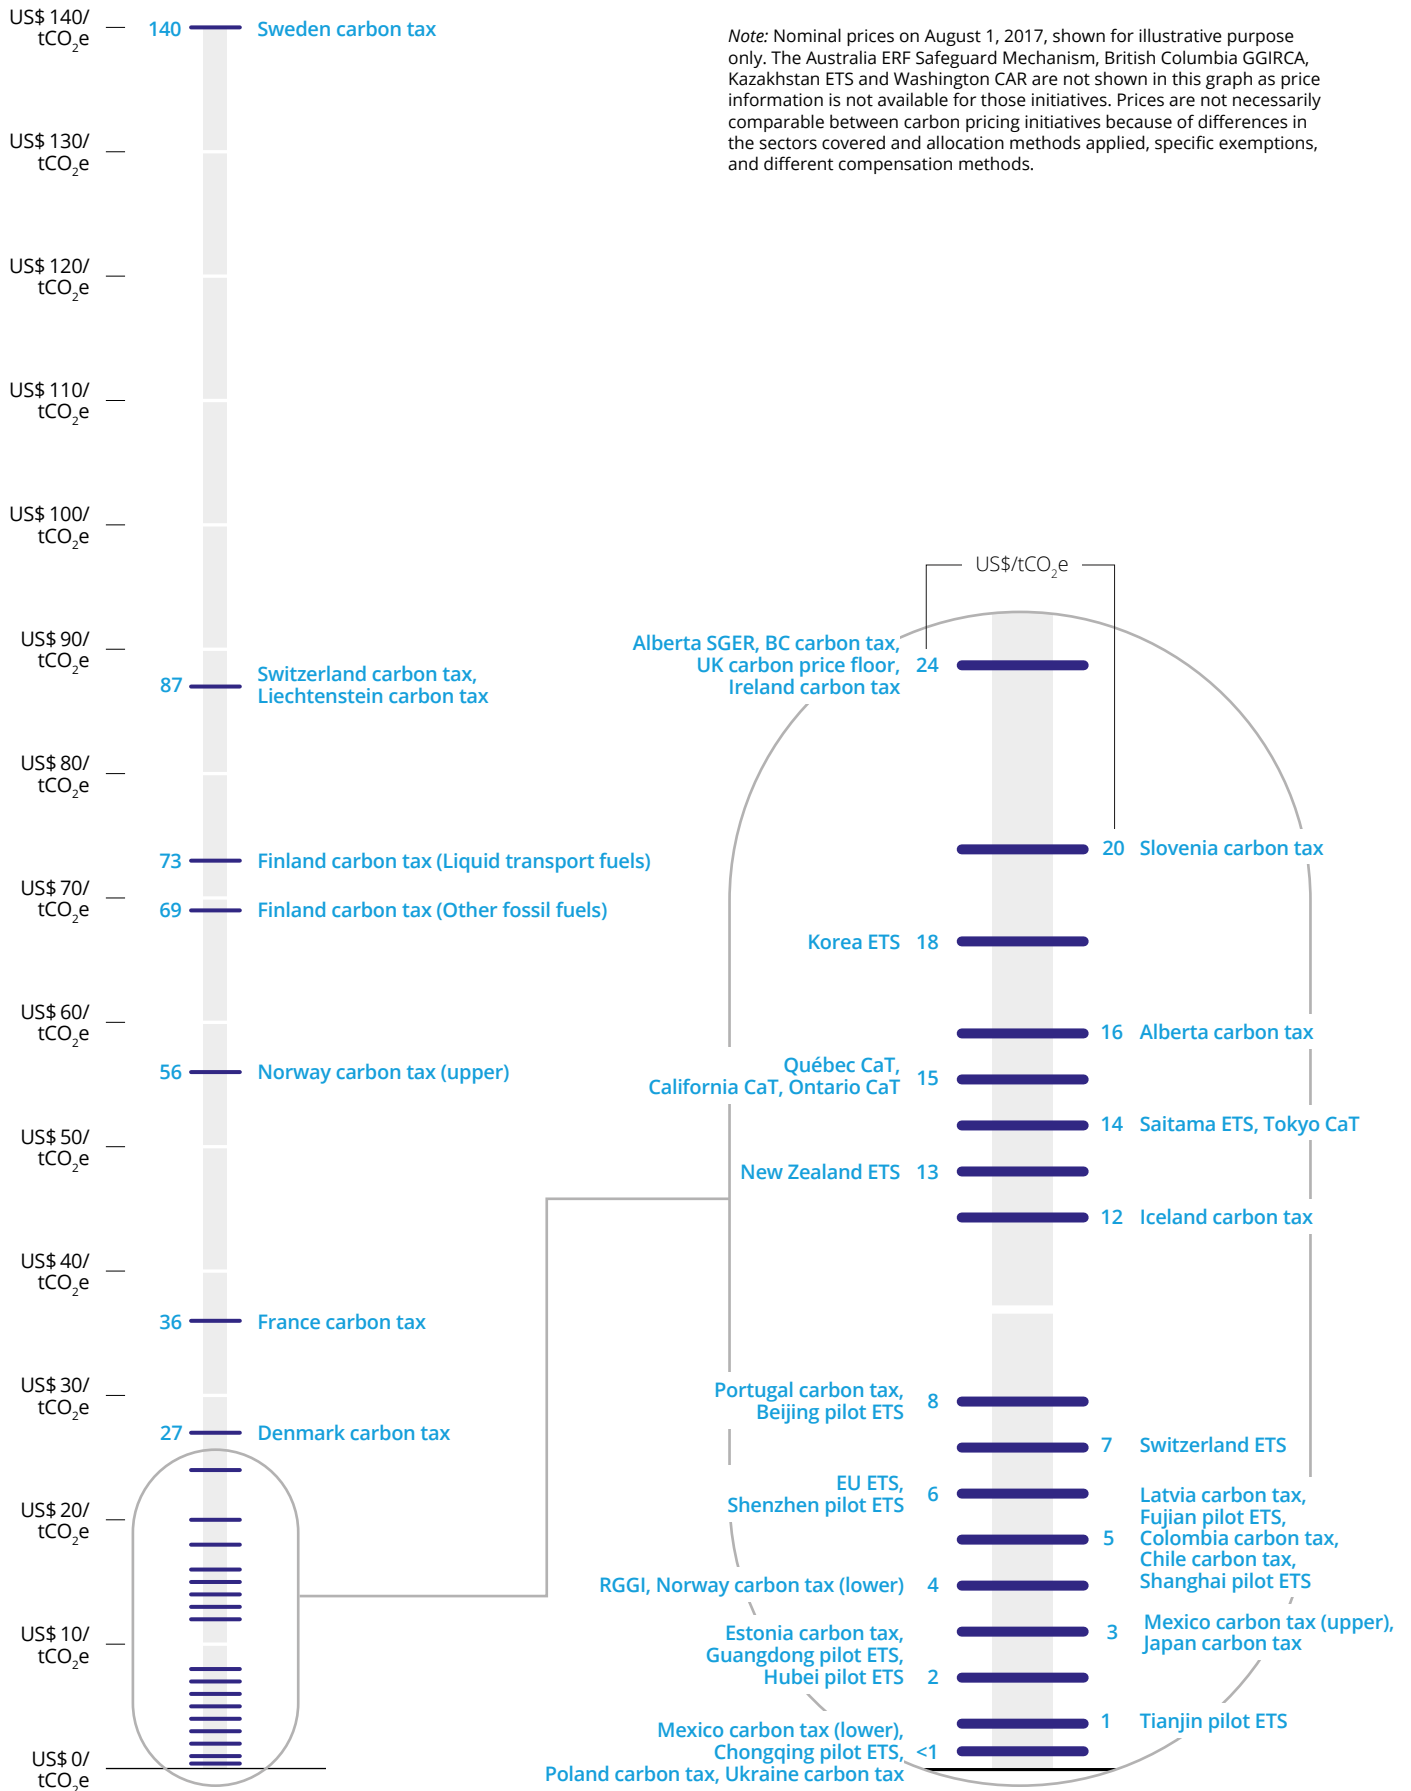 US$ 140/
tCO₂e
140
Sweden carbon tax
Note: Nominal prices on August 1, 2017, shown for illustrative purpose
only. The Australia ERF Safeguard Mechanism, British Columbia GGIRCA,
Kazakhstan ETS and Washington CAR are not shown in this graph as price
information is not available for those initiatives. Prices are not necessarily
comparable between carbon pricing initiatives because of differences in
the sectors covered and allocation methods applied, specific exemptions,
and different compensation methods.
US$ 130/
tCO₂e
US$ 120/
tCO₂e
US$ 110/
tCO₂e
US$ 100/
tCO₂e
US$ 90/
tCO₂e
87
Switzerland carbon tax,
Liechtenstein carbon tax
US$ 80/
tCO₂e
73
Finland carbon tax (Liquid transport fuels)
US$ 70/
tCO₂e
69
Finland carbon tax (Other fossil fuels)
US$ 60/
tCO₂e
56
Norway carbon tax (upper)
US$ 50/
tCO₂e
US$ 40/
tCO₂e
36
France carbon tax
US$ 30/
tCO₂e
27
Denmark carbon tax
US$ 20/
tCO₂e
US$ 10/
tCO₂e
US$ 0/
tCO₂e
US$/tCO₂e
Alberta SGER, BC carbon tax,
UK carbon price floor,
Ireland carbon tax
24
20
Slovenia carbon tax
Korea ETS
18
16
Alberta carbon tax
Québec CaT,
California CaT, Ontario CaT
15
14
Saitama ETS, Tokyo CaT
New Zealand ETS
13
12
Iceland carbon tax
Portugal carbon tax,
Beijing pilot ETS
8
7
Switzerland ETS
EU ETS,
Shenzhen pilot ETS
6
5
Latvia carbon tax,
Fujian pilot ETS,
Colombia carbon tax,
Chile carbon tax,
Shanghai pilot ETS
RGGI, Norway carbon tax (lower)
4
3
Mexico carbon tax (upper),
Japan carbon tax
Estonia carbon tax,
Guangdong pilot ETS,
Hubei pilot ETS
2
1
Tianjin pilot ETS
Mexico carbon tax (lower),
Chongqing pilot ETS,
Poland carbon tax, Ukraine carbon tax
<1